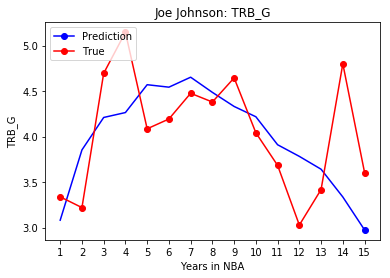 Joe Johnson: TRB_G
Prediction
True
5.0
4.5
4.0
3.5
3.0
TRB_G
1 2 3 4 5 6 7 8 9 10 11 12 13 14 15
Years in NBA